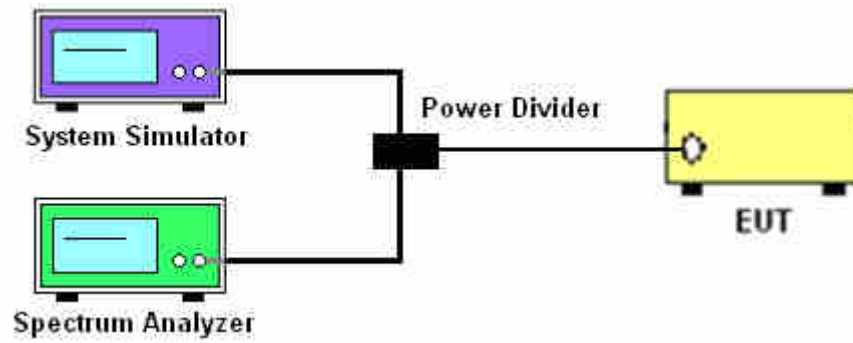 System Simulator
Power Divider
EUT
Spectrum Analyzer